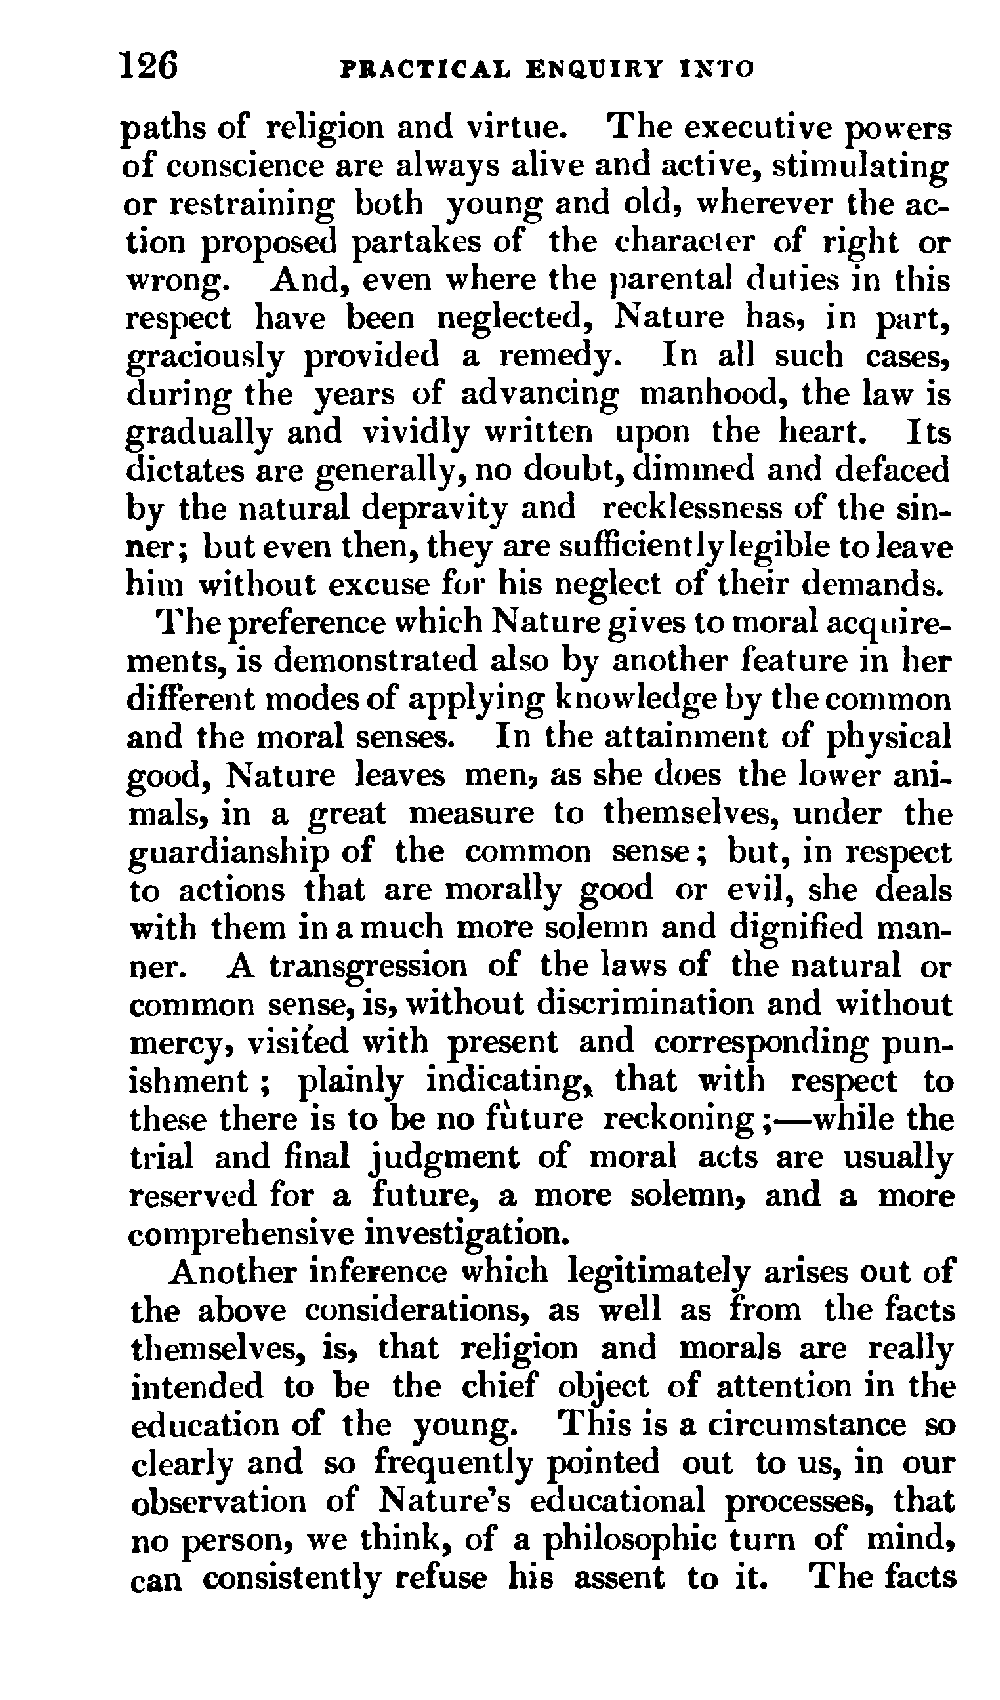 126 PRACTICAL ENQUIRY INTO
paths of religion and virtue. The executive powers
of conscience are always alive and active, stimulating
or restraining both young and old, wherever the ac-
tion proposed partakes of the character of right or
wrong. And, even where the parental duties in this
respect have been neglected, Nature has, in part,
graciously provided a remedy. In all such cases,
during the years of advancing manhood, the law is
gradually and vividly written upon the heart. Its
dictates are generally, no doubt, dimmed and defaced
by the natural depravity and recklessness of the sin-
ner; but even then, they are sufficiently legible to leave
him without excuse for his neglect of their demands.
The preference which Nature gives to moral acquire-
ments, is demonstrated also by another feature in her
different modes of applying knowledge by the common
and the moral senses. In the attainment of physical
good, Nature leaves men, as she does the lower ani-
mals, in a great measure to themselves, under the
guardianship of the common sense; but, in respect
to actions that are morally good or evil, she deals
with them in a much more solemn and dignified man-
ner. A transgression of the laws of the natural or
common sense, is, without discrimination and without
mercy, visited with present and corresponding pun-
ishment; plainly indicating, that with respect to
these there is to be no future reckoning;—while the
trial and final judgment of moral acts are usually
reserved for a future, a more solemn, and a more
comprehensive investigation.
Another inference which legitimately arises out of
the above considerations, as well as from the facts
themselves, is, that religion and morals are really
intended to be the chief object of attention in the
education of the young. This is a circumstance so
clearly and so frequently pointed out to us, in our
observation of Nature's educational processes, that
no person, we think, of a philosophic turn of mind,
can consistently refuse his assent to it. The facts